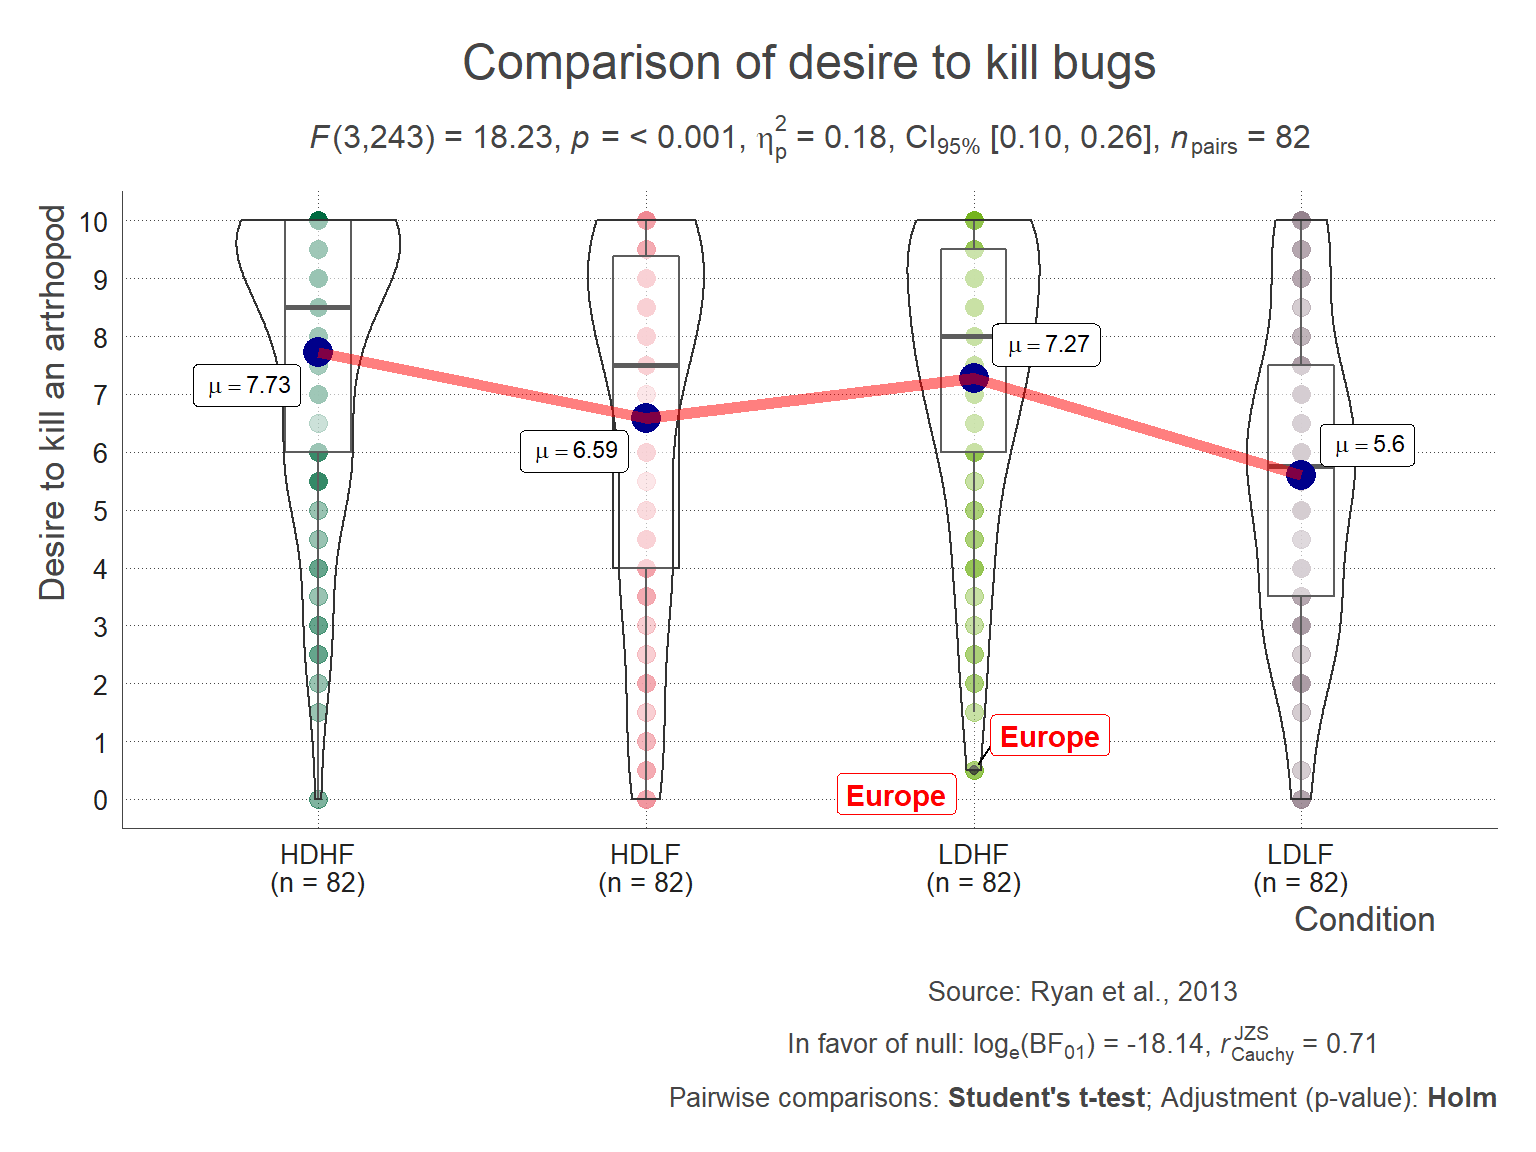 Comparison of desire to kill bugs
F(3,243) = 18.23, p = < 0.001, η²ₚ = 0.18, CI₉₅% [0.10, 0.26], n pairs = 82
Desire to kill an artrhopod
10
9
8
7
6
5
4
3
2
1
0
μ = 7.73
μ = 6.59
μ = 7.27
μ = 5.6
Europe
Europe
HDHF
(n = 82)
HDLF
(n = 82)
LDHF
(n = 82)
LDLF
(n = 82)
Condition
Source: Ryan et al., 2013
In favor of null: logₑ(BF₀₁) = -18.14, r JZS Cauchy = 0.71
Pairwise comparisons: Student's t-test; Adjustment (p-value): Holm